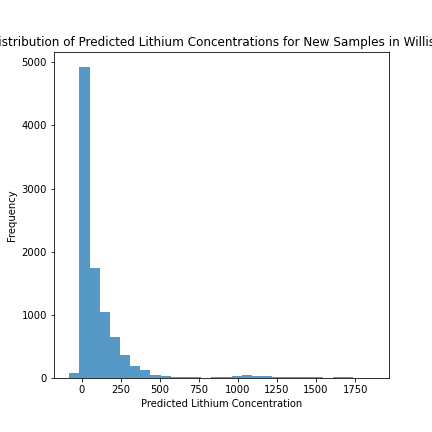 istribution of Predicted Lithium Concentrations for New Samples in Willis
5000
4000
3000
2000
1000
0
Frequency
0 250 500 750 1000 1250 1500 1750
Predicted Lithium Concentration